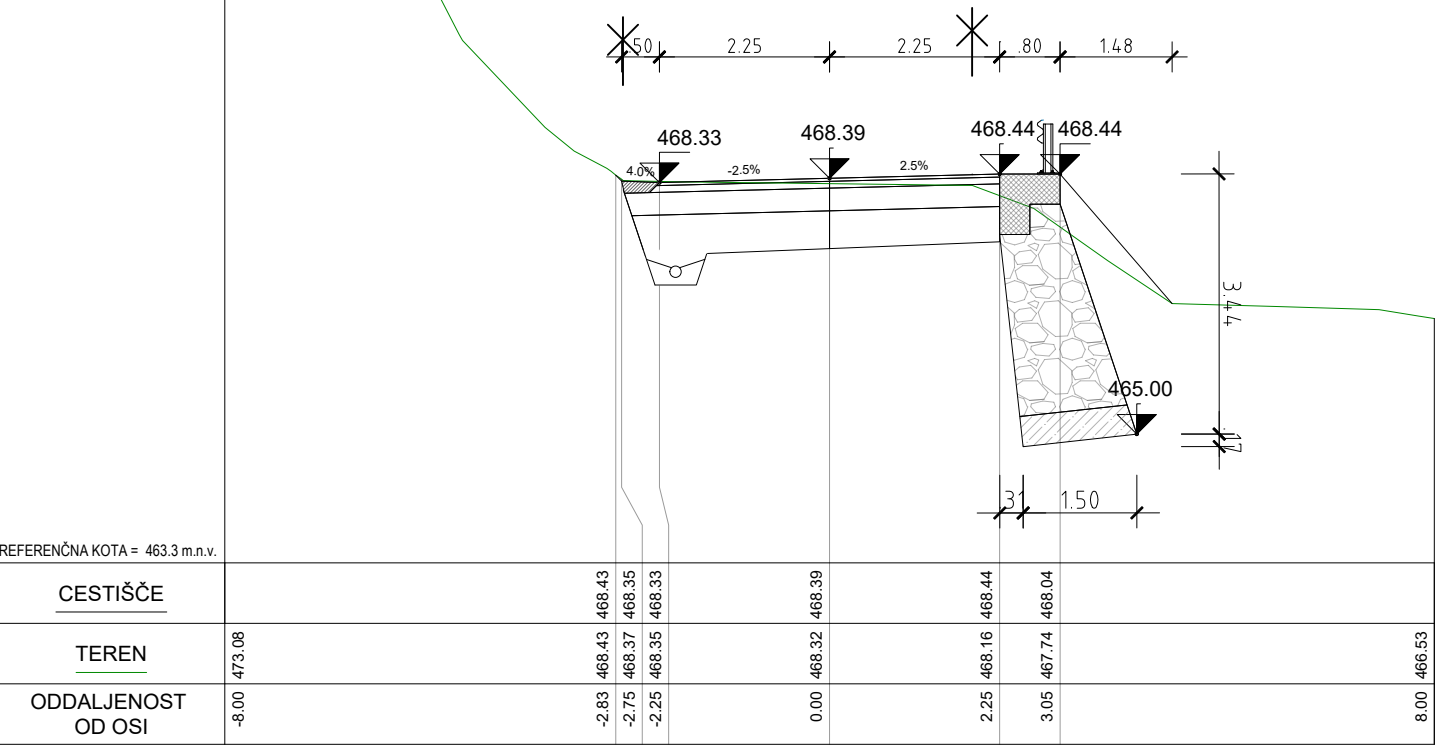 .50 2.25 2.25 .80 1.48
468.33 468.39 468.44 468.44
4.0% -2.5% 2.5%
3.44
465.00
.17
.31 1.50
REFERENČNA KOTA = 463.3 m.n.v.
CESTIŠČE 468.43 468.35 468.33 468.39 468.44 468.04
TEREN 473.08 468.43 468.37 468.35 468.32 468.16 467.74 466.53
ODDALJENOST
OD OSI -8.00 -2.83 -2.75 -2.25 0.00 2.25 3.05 8.00